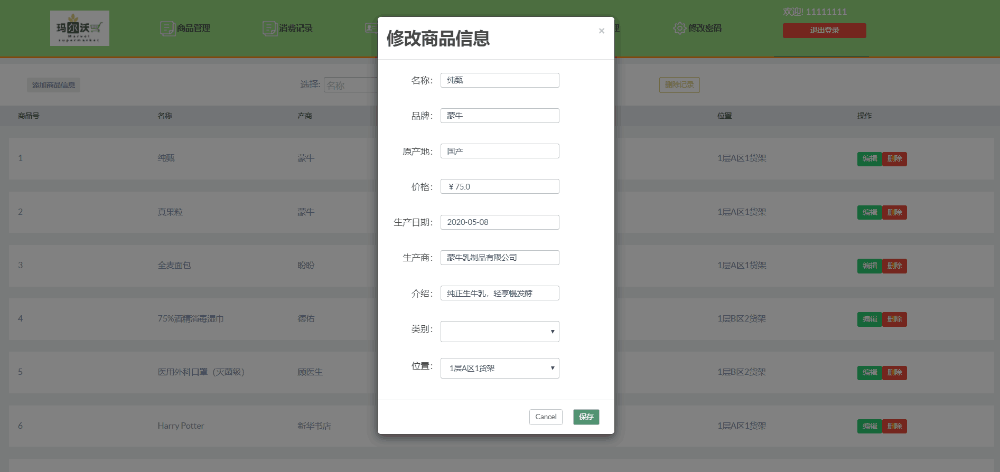 玛尔沃
Marvel
supermarket
商品管理
消费记录
理
修改密码
欢迎! 11111111
退出登录
添加商品信息
选择: 名称
删除记录
商品号 名称 产商 位置 操作
1 纯甄 蒙牛 1层A区1货架 编辑 删除
2 真果粒 蒙牛 1层A区1货架 编辑 删除
3 全麦面包 盼盼 1层A区1货架 编辑 删除
4 75%酒精消毒湿巾 德佑 1层B区2货架 编辑 删除
5 医用外科口罩（灭菌级） 顾医生 1层B区2货架 编辑 删除
6 Harry Potter 新华书店 1层A区1货架 编辑 删除
修改商品信息 ×
名称： 纯甄
品牌： 蒙牛
原产地： 国产
价格： ￥75.0
生产日期： 2020-05-08
生产商： 蒙牛乳制品有限公司
介绍： 纯正生牛乳，轻享慢发酵
类别：
位置： 1层A区1货架
Cancel 保存